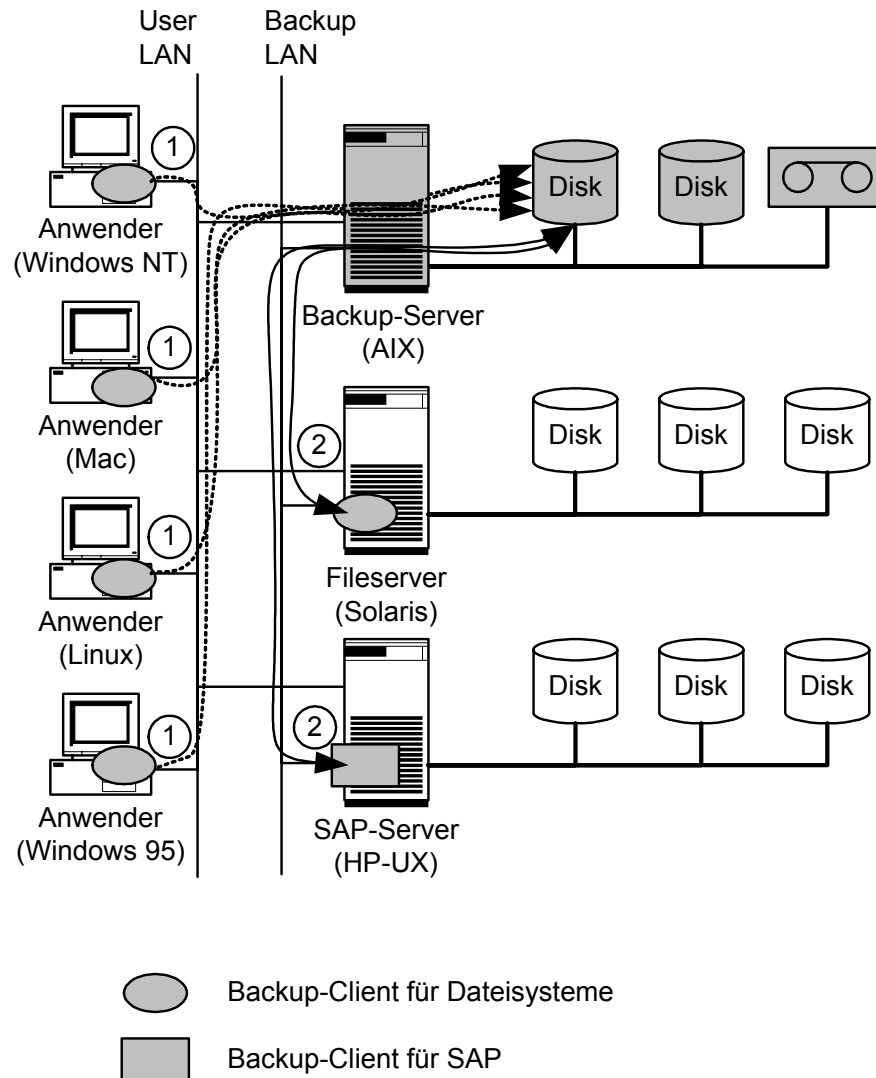 User
LAN
Backup
LAN
1
Anwender
(Windows NT)
1
Anwender
(Mac)
1
Anwender
(Linux)
1
Anwender
(Windows 95)
Backup-Server
(AIX)
Disk
Disk
2
Fileserver
(Solaris)
Disk
Disk
Disk
2
SAP-Server
(HP-UX)
Disk
Disk
Disk
Backup-Client für Dateisysteme
Backup-Client für SAP